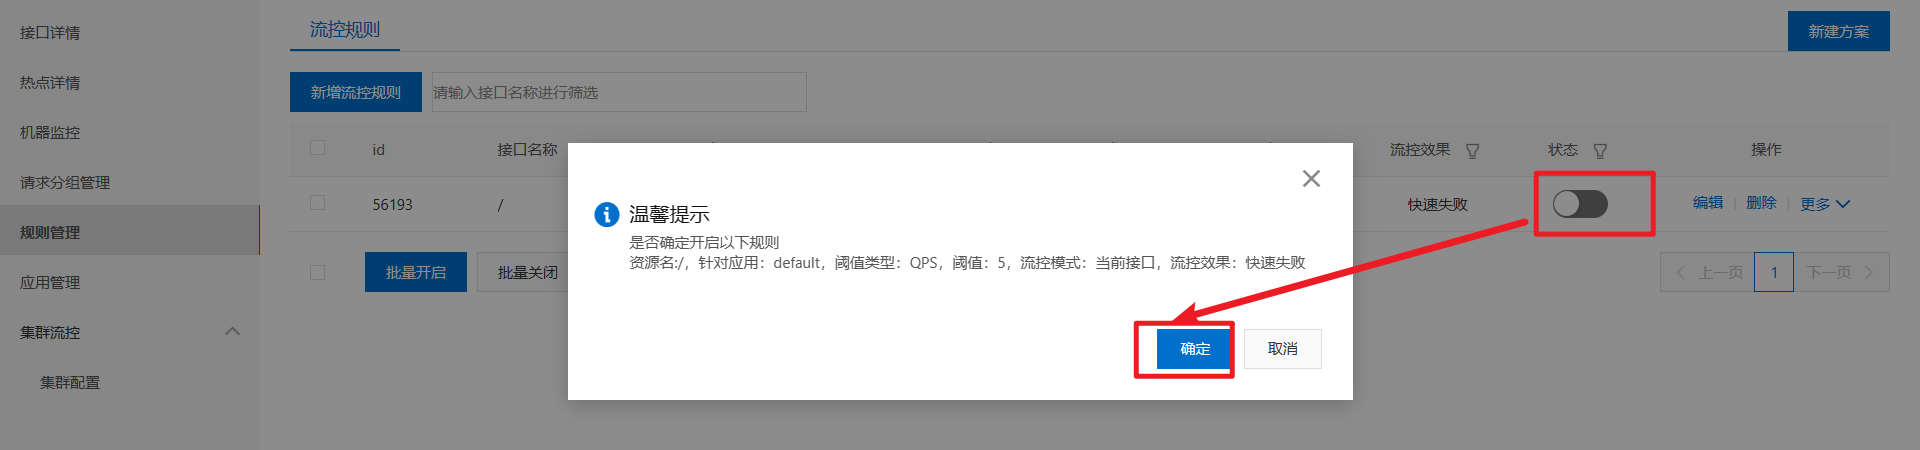 接口详情
热点详情
机器监控
请求分组管理
规则管理
应用管理
集群流控
集群配置
流控规则
新建方案
新增流控规则
请输入接口名称进行筛选
id
接口名称
流控效果
状态
操作
56193
/
快速失败
编辑
删除
更多
批量开启
批量关闭
上一页
1
下一页
温馨提示
是否确定开启以下规则
资源名:/，针对应用：default，阈值类型：QPS，阈值：5，流控模式：当前接口，流控效果：快速失败
确定
取消